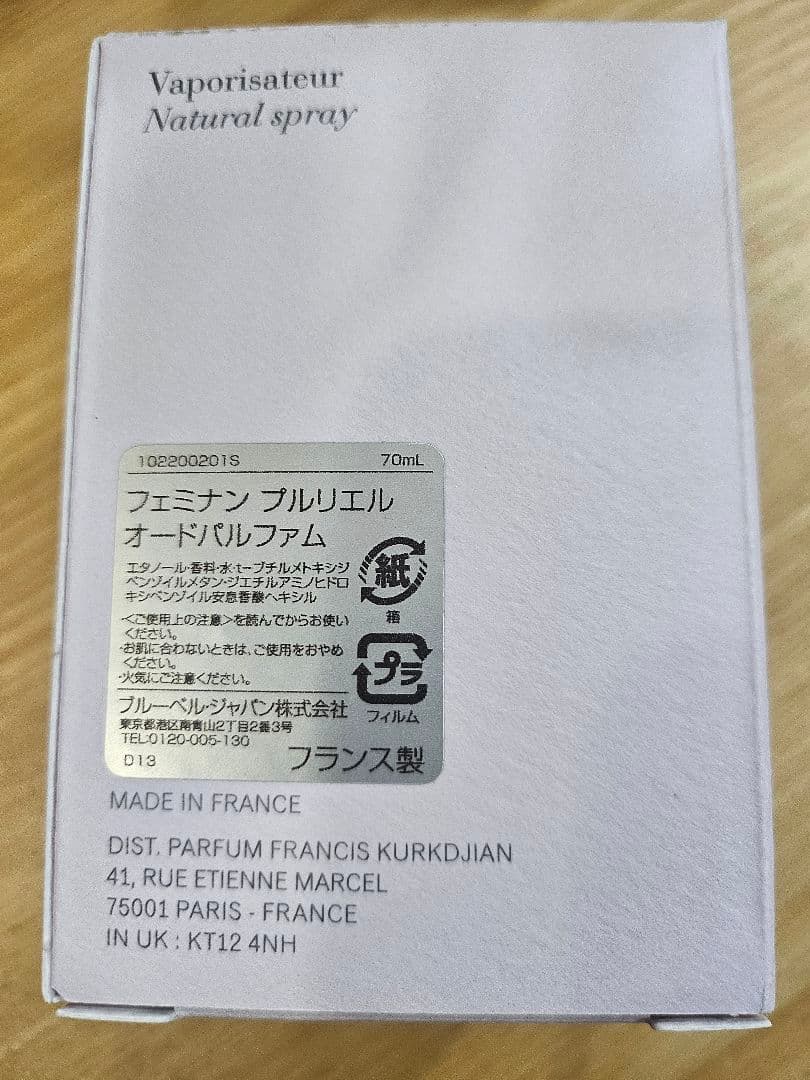 Vaporisateur
Natural spray
102200201S 70mL
フェミナン プルリエル
オードパルファム
エタノール・香料・水・t-ブチルメトキシジ
ベンゾイルメタン・ジエチルアミノヒドロ
キシベンゾイル安息香酸ヘキシル
・<ご使用上の注意>を読んでからお使い
ください。
・お肌に合わないときは、ご使用をおやめ
ください。
・火気にご注意ください。
紙
箱
プラ
フィルム
ブルーベル・ジャパン株式会社
東京都港区南青山2丁目2番3号
TEL:0120-005-130
D13 フランス製
MADE IN FRANCE
DIST. PARFUM FRANCIS KURKDJIAN
41, RUE ETIENNE MARCEL
75001 PARIS - FRANCE
IN UK : KT12 4NH